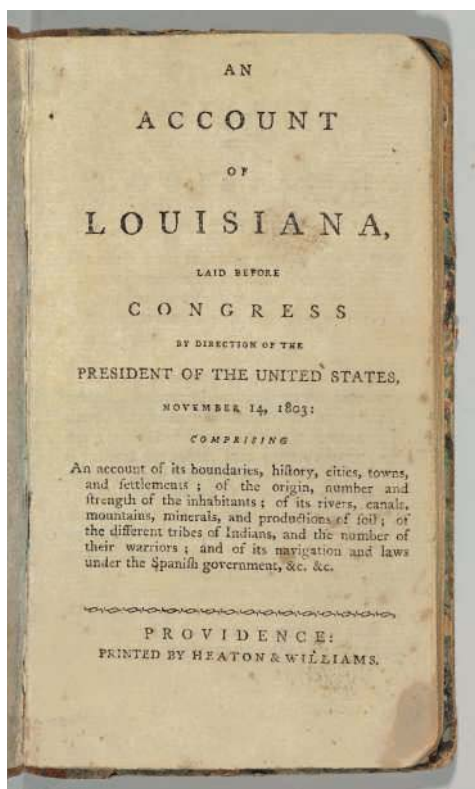 AN
ACCOUNT
OF
LOUISIANA,
LAID BEFORE
CONGRESS
BY DIRECTION OF THE
PRESIDENT OF THE UNITED STATES,
NOVEMBER 14, 1803:
COMPRISING
An account of its boundaries, hiſtory, cities, towns,
and ſettlements ; of the origin, number and
ſtrength of the inhabitants ; of its rivers, canals,
mountains, minerals, and productions of ſoil ; of
the different tribes of Indians, and the number of
their warriors ; and of its navigation and laws
under the Spaniſh government, &c. &c.
PROVIDENCE:
PRINTED BY HEATON & WILLIAMS.